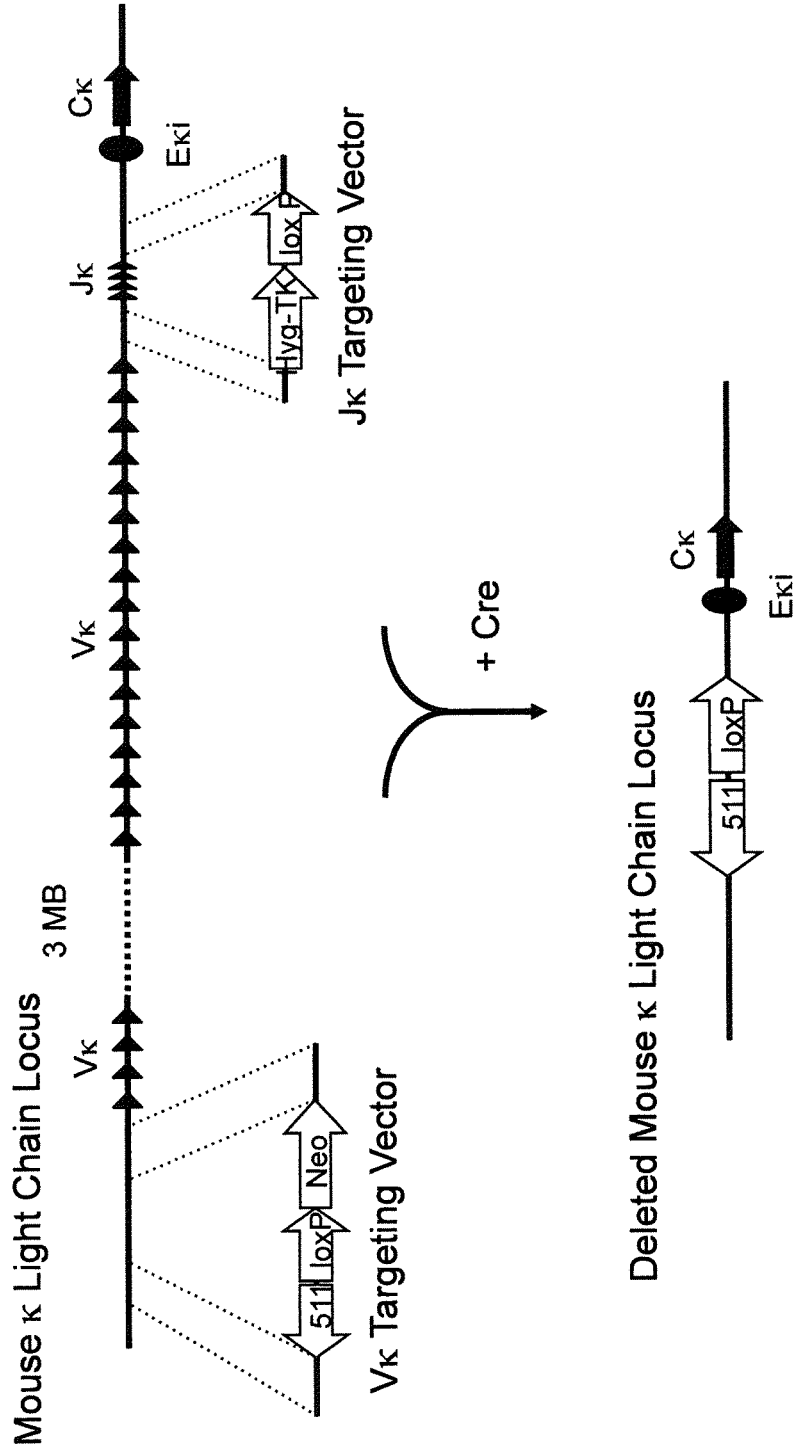 Mouse κ Light Chain Locus
Vκ
3 MB
Vκ
Jκ
Cκ
Eκi
511
loxP
Neo
Vκ Targeting Vector
Hyg-TK
lox P
Jκ Targeting Vector
+ Cre
Deleted Mouse κ Light Chain Locus
511
loxP
Cκ
Eκi